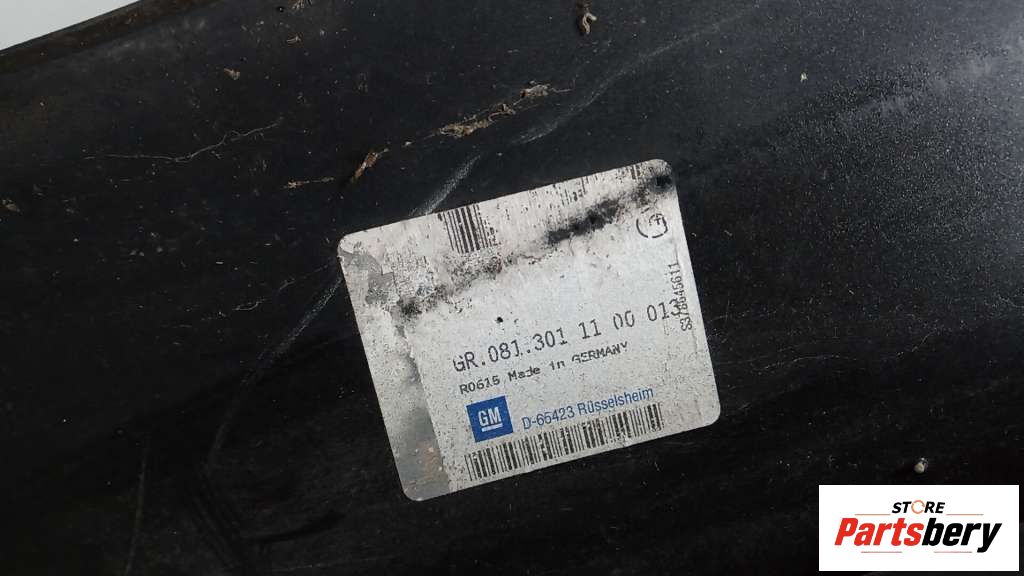 GR.081.301 11 00 013
R0615 Made in GERMANY
GM
D-65423 Rüsselsheim
STORE
Partsbery